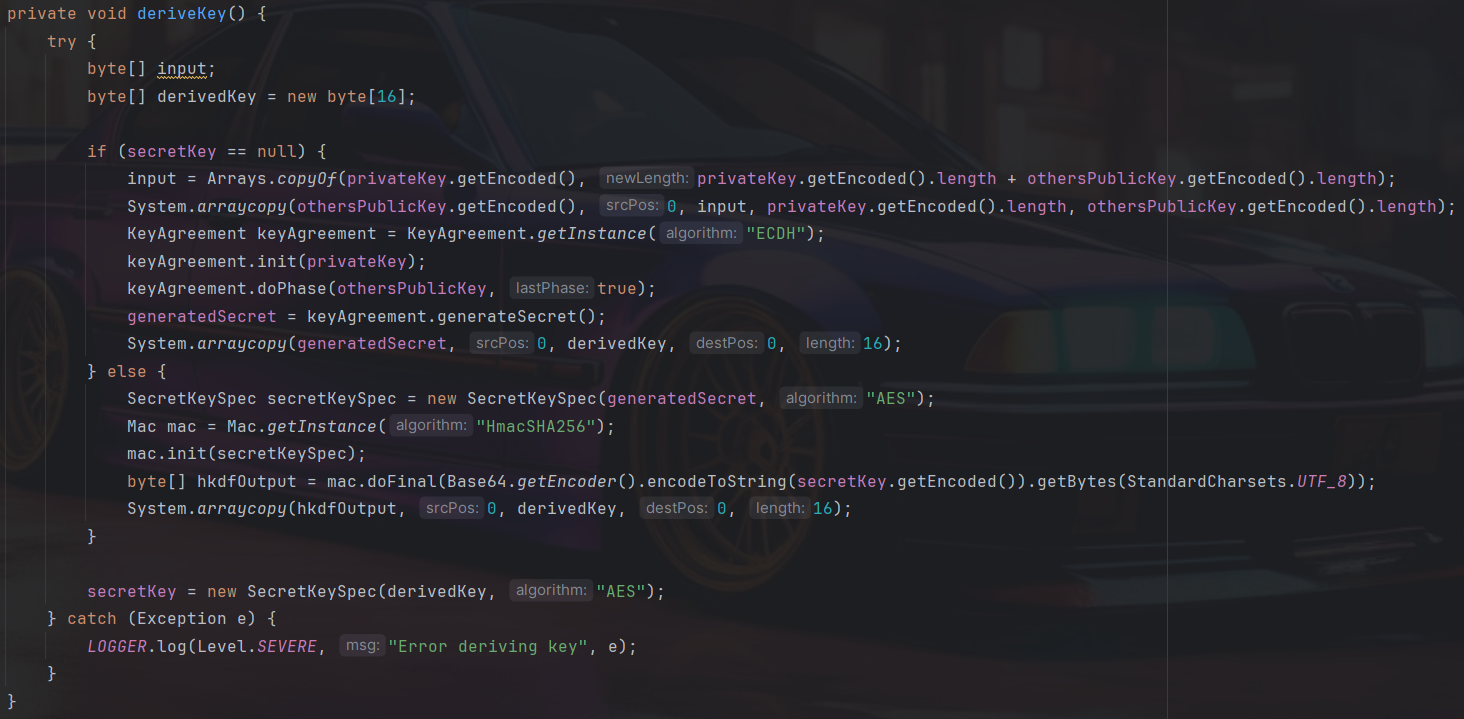 private void deriveKey() {
try {
byte[] input;
byte[] derivedKey = new byte[16];
if (secretKey == null) {
input = Arrays.copyOf(privateKey.getEncoded(), newLength: privateKey.getEncoded().length + othersPublicKey.getEncoded().length);
System.arraycopy(othersPublicKey.getEncoded(), srcPos: 0, input, privateKey.getEncoded().length, othersPublicKey.getEncoded().length);
KeyAgreement keyAgreement = KeyAgreement.getInstance( algorithm: "ECDH");
keyAgreement.init(privateKey);
keyAgreement.doPhase(othersPublicKey, lastPhase: true);
generatedSecret = keyAgreement.generateSecret();
System.arraycopy(generatedSecret, srcPos: 0, derivedKey, destPos: 0, length: 16);
} else {
SecretKeySpec secretKeySpec = new SecretKeySpec(generatedSecret, algorithm: "AES");
Mac mac = Mac.getInstance( algorithm: "HmacSHA256");
mac.init(secretKeySpec);
byte[] hkdfOutput = mac.doFinal(Base64.getEncoder().encodeToString(secretKey.getEncoded()).getBytes(StandardCharsets.UTF_8));
System.arraycopy(hkdfOutput, srcPos: 0, derivedKey, destPos: 0, length: 16);
}
secretKey = new SecretKeySpec(derivedKey, algorithm: "AES");
} catch (Exception e) {
LOGGER.log(Level.SEVERE, msg: "Error deriving key", e);
}
}